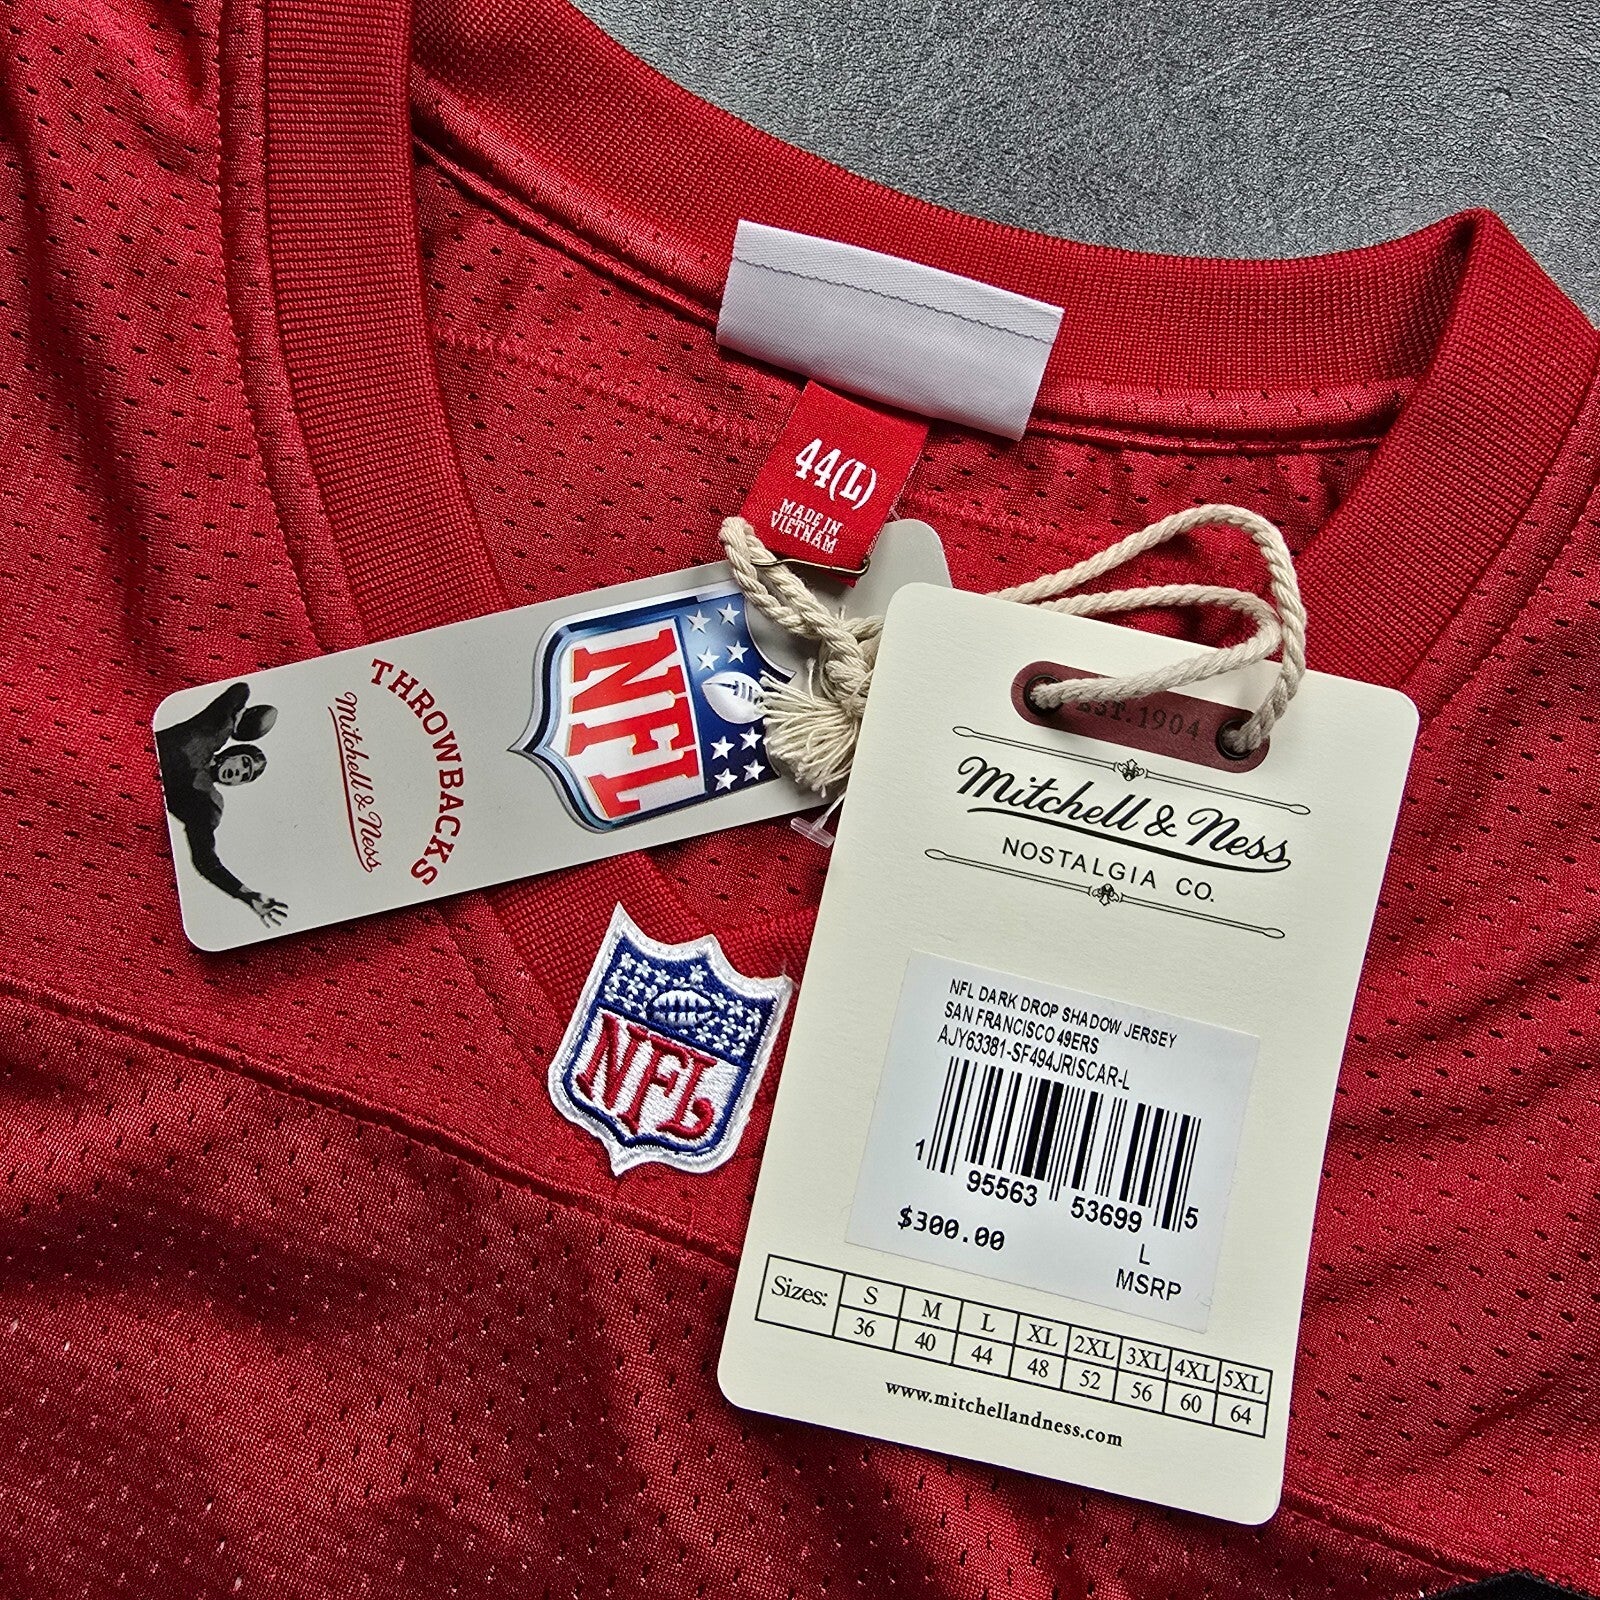 44(L)
MADE IN
VIETNAM
THROWBACKS
Mitchell & Ness
NFL
EST. 1904
Mitchell & Ness
NOSTALGIA CO.
NFL DARK DROP SHADOW JERSEY
SAN FRANCISCO 49ERS
AJY63381-SF494JRISCAR-L
1 95563 53699 5
$300.00
L
MSRP
Sizes: S M L XL 2XL 3XL 4XL 5XL
36 40 44 48 52 56 60 64
www.mitchellandness.com
NFL